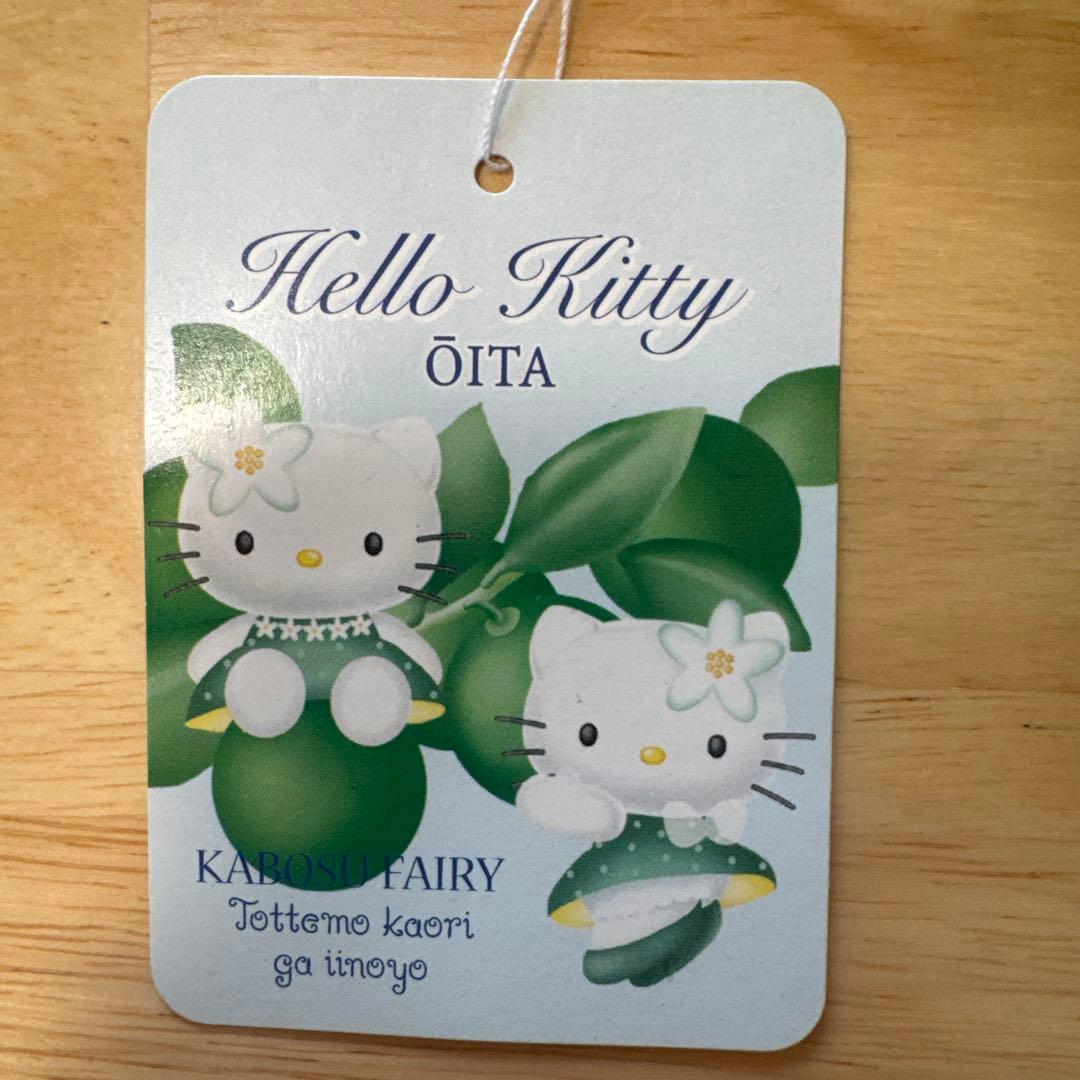 Hello Kitty
ŌITA
KABOSU FAIRY
Tottemo kaori
ga iinoyo